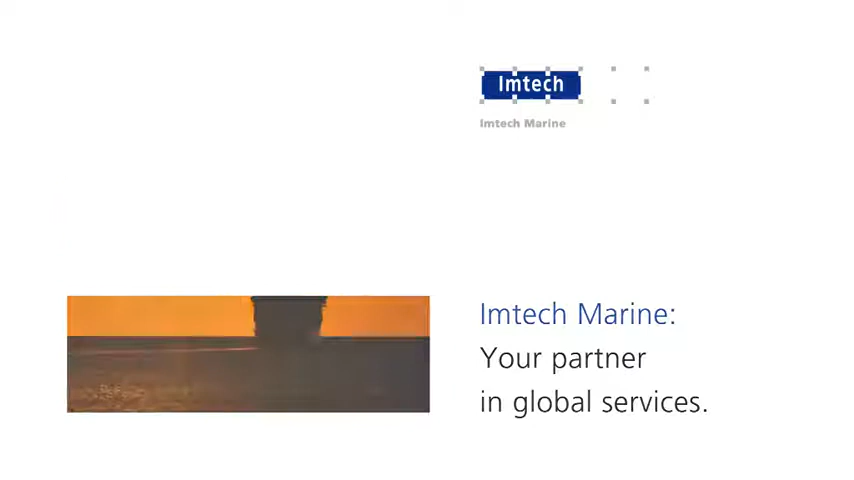 Imtech
Imtech Marine
Imtech Marine:
Your partner
in global services.